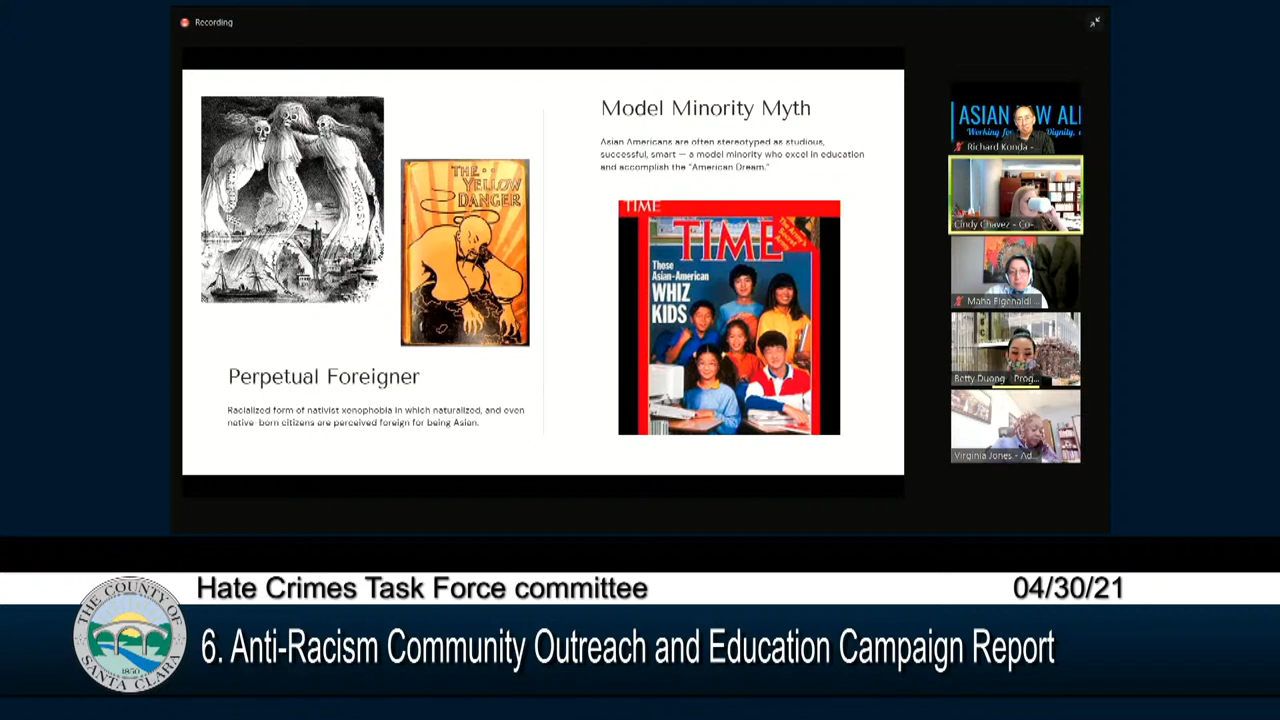 Recording
THE
YELLOW
DANGER
Perpetual Foreigner
Racialized form of nativist xenophobia in which naturalized, and even
native born citizens are perceived foreign for being Asian.
Model Minority Myth
Asian Americans are often stereotyped as studious,
successful, smart — a model minority who excel in education
and accomplish the "American Dream."
TIME
TIME
Those
Asian-American
WHIZ
KIDS
ASIAN LAW ALL
Working for Dignity,
Richard Konda -
Cindy Chavez - Co-
Maha Elgenaidi ...
Betty Duong Prog...
Virginia Jones - Ad...
Hate Crimes Task Force committee
04/30/21
THE COUNTY OF
SANTA CLARA
1850
6. Anti-Racism Community Outreach and Education Campaign Report